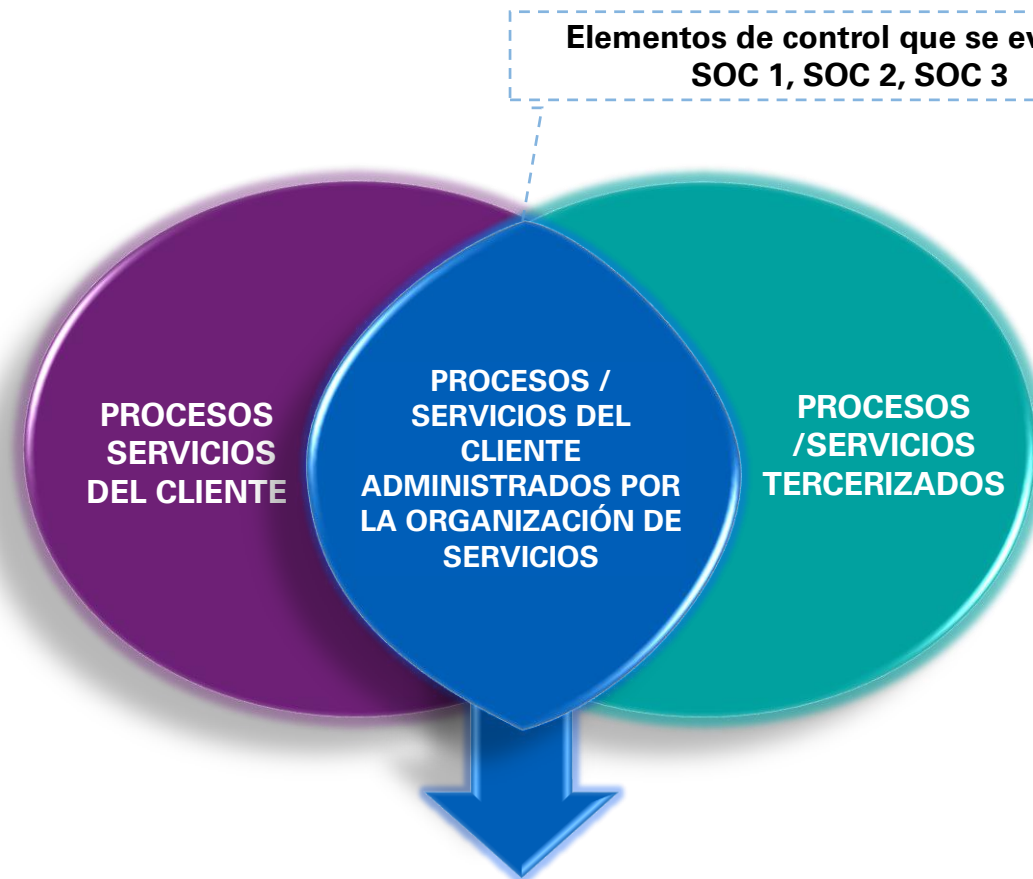 Elementos de control que se ev
SOC 1, SOC 2, SOC 3
PROCESOS
SERVICIOS
DEL CLIENTE
PROCESOS /
SERVICIOS DEL
CLIENTE
ADMINISTRADOS POR
LA ORGANIZACIÓN DE
SERVICIOS
PROCESOS
/SERVICIOS
TERCERIZADOS